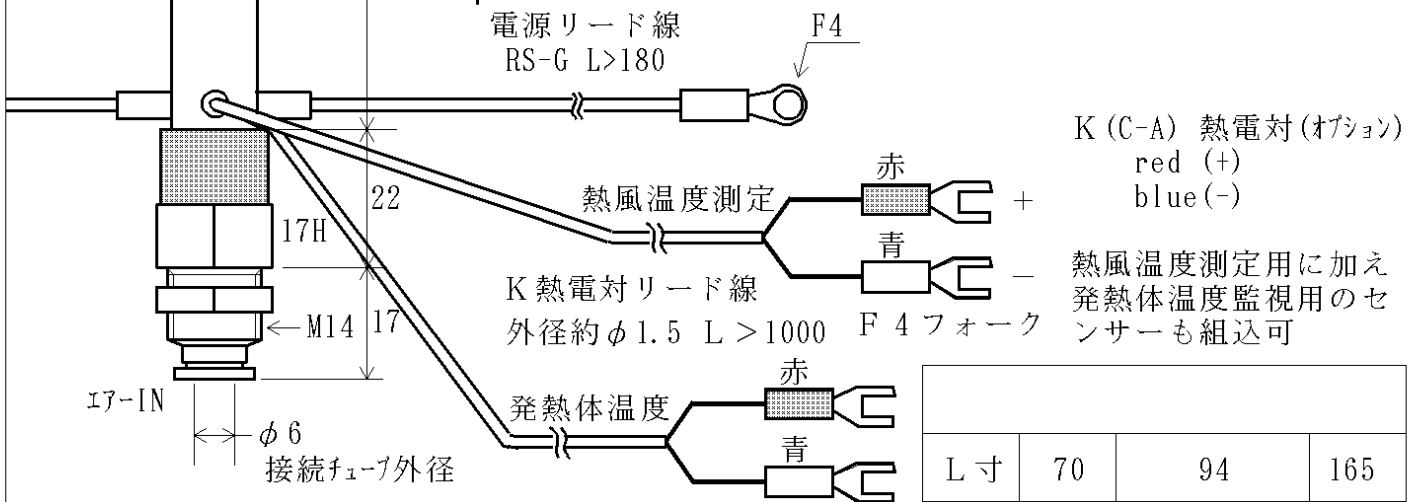 電源リード線
RS-G L>180
F4
K (C-A) 熱電対(ｵﾌﾟｼｮﾝ)
red (+)
blue(-)
赤
+
熱風温度測定
22
17H
青
−
熱風温度測定用に加え
発熱体温度監視用のセ
ンサーも組込可
K熱電対リード線
外径約φ1.5 L>1000
F4フォーク
M14
17
ｴｱｰIN
φ6
接続ﾁｭｰﾌﾞ外径
赤
発熱体温度
青
L寸 70 94 165